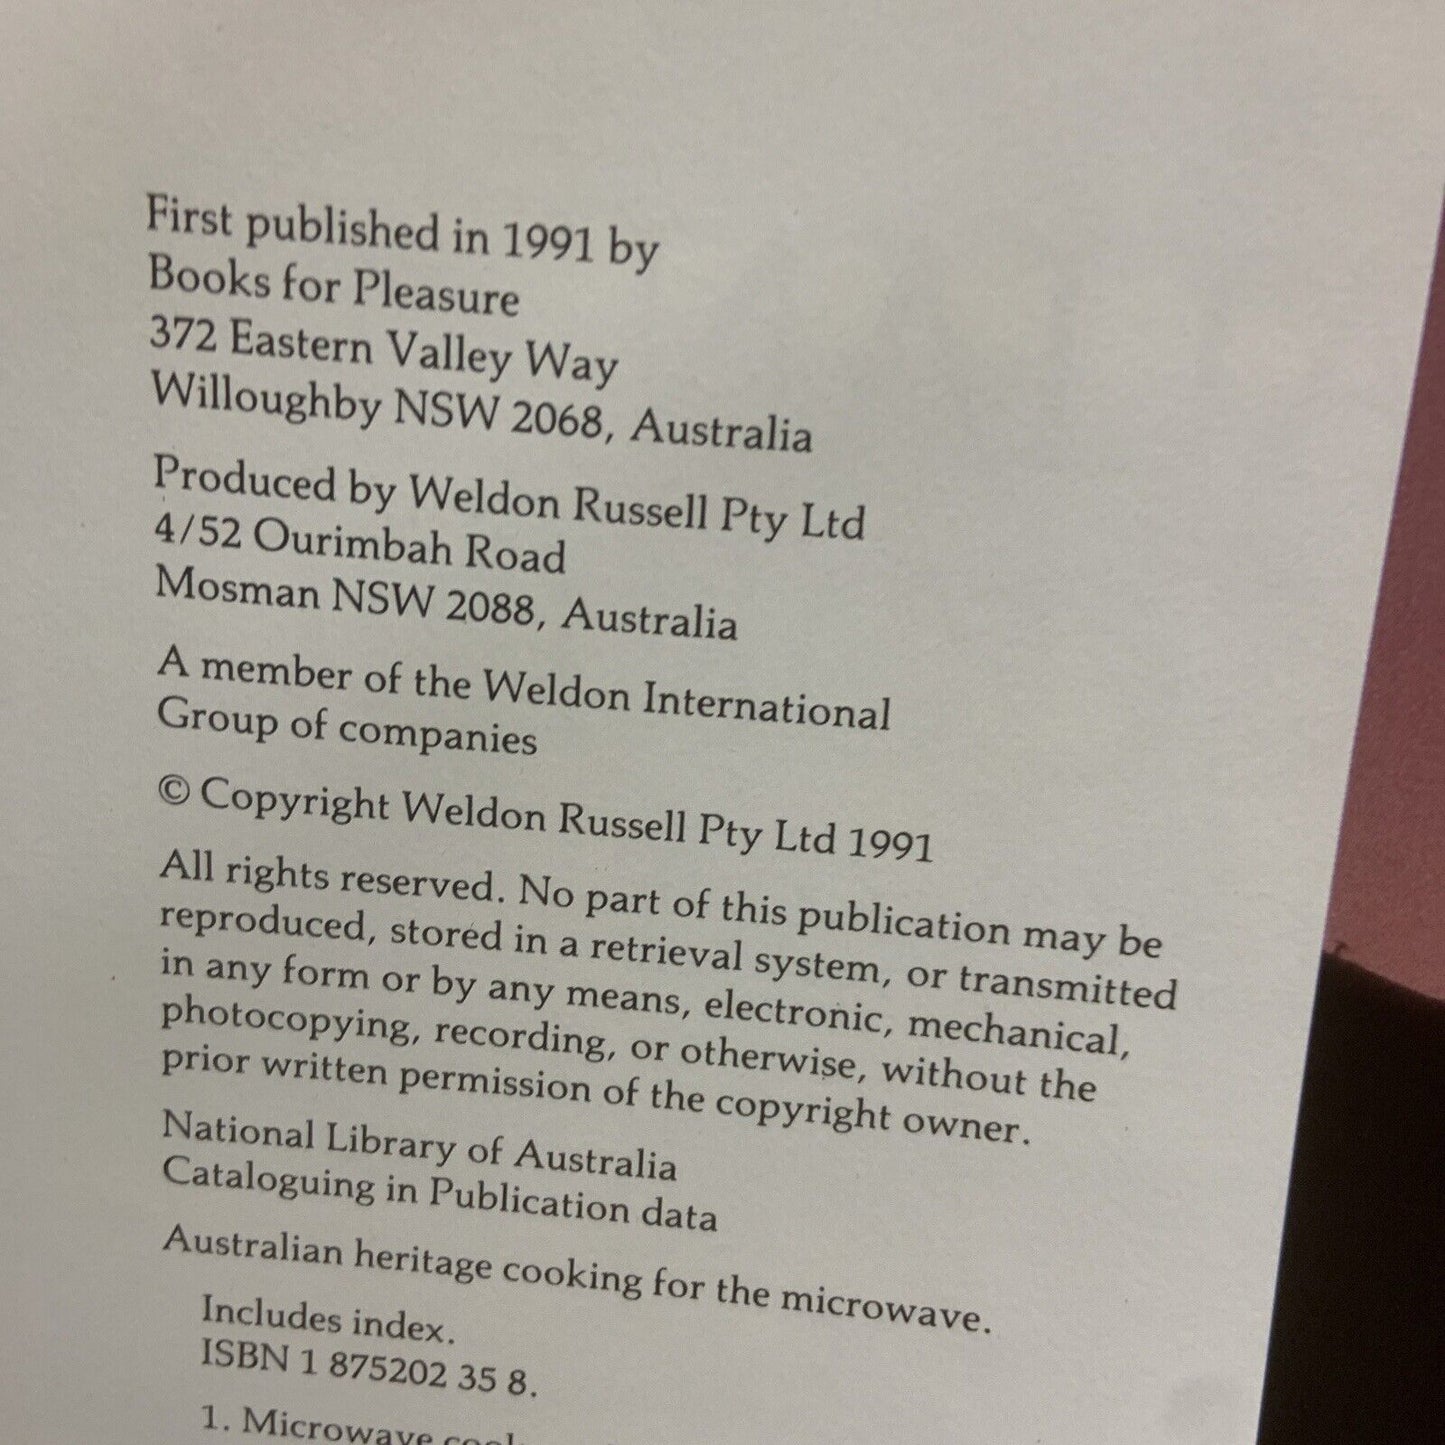 First published in 1991 by
Books for Pleasure
372 Eastern Valley Way
Willoughby NSW 2068, Australia
Produced by Weldon Russell Pty Ltd
4/52 Ourimbah Road
Mosman NSW 2088, Australia
A member of the Weldon International
Group of companies
© Copyright Weldon Russell Pty Ltd 1991
All rights reserved. No part of this publication may be
reproduced, stored in a retrieval system, or transmitted
in any form or by any means, electronic, mechanical,
photocopying, recording, or otherwise, without the
prior written permission of the copyright owner.
National Library of Australia
Cataloguing in Publication data
Australian heritage cooking for the microwave.
Includes index.
ISBN 1 875202 35 8.
1. Microwave